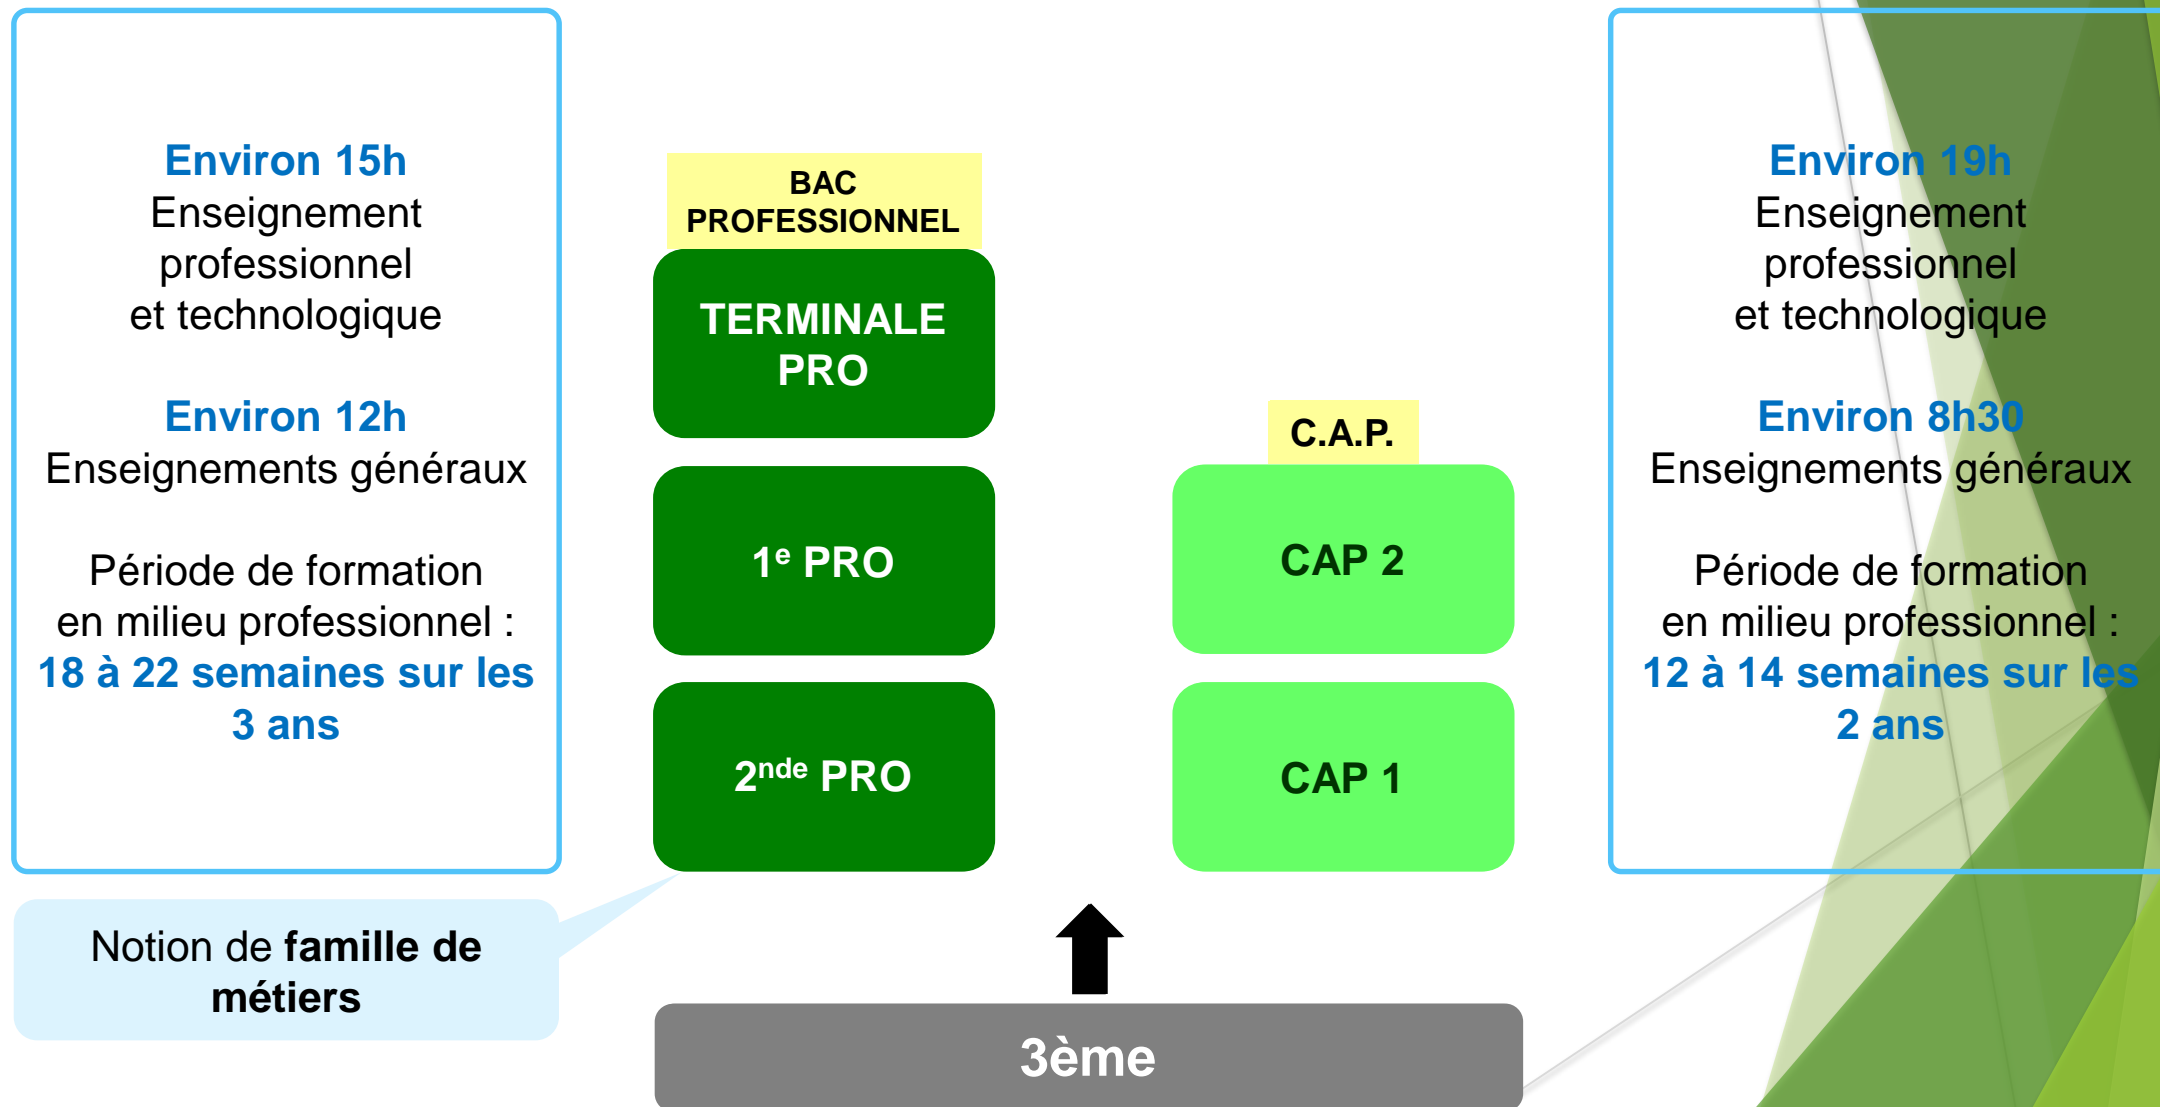 Environ 15h
Enseignement
professionnel
et technologique
Environ 12h
Enseignements généraux
Période de formation
en milieu professionnel :
18 à 22 semaines sur les
3 ans
Notion de famille de
métiers
BAC
PROFESSIONNEL
TERMINALE
PRO
1e PRO
2nde PRO
C.A.P.
CAP 2
CAP 1
3ème
Environ 19h
Enseignement
professionnel
et technologique
Environ 8h30
Enseignements généraux
Période de formation
en milieu professionnel :
12 à 14 semaines sur les
2 ans